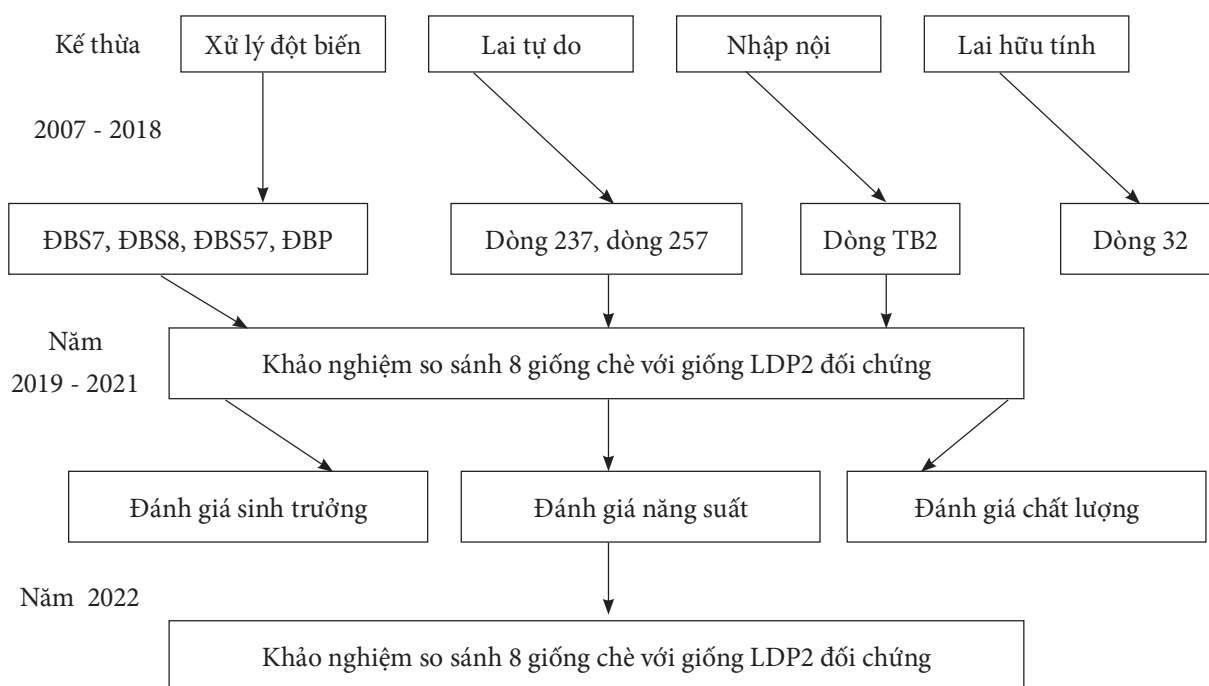 Kế thừa
Xử lý đột biến
Lai tự do
Nhập nội
Lai hữu tính
2007 - 2018
ĐBS7, ĐBS8, ĐBS57, ĐBP
Dòng 237, dòng 257
Dòng TB2
Dòng 32
Năm
2019 - 2021
Khảo nghiệm so sánh 8 giống chè với giống LDP2 đối chứng
Đánh giá sinh trưởng
Đánh giá năng suất
Đánh giá chất lượng
Năm 2022
Khảo nghiệm so sánh 8 giống chè với giống LDP2 đối chứng